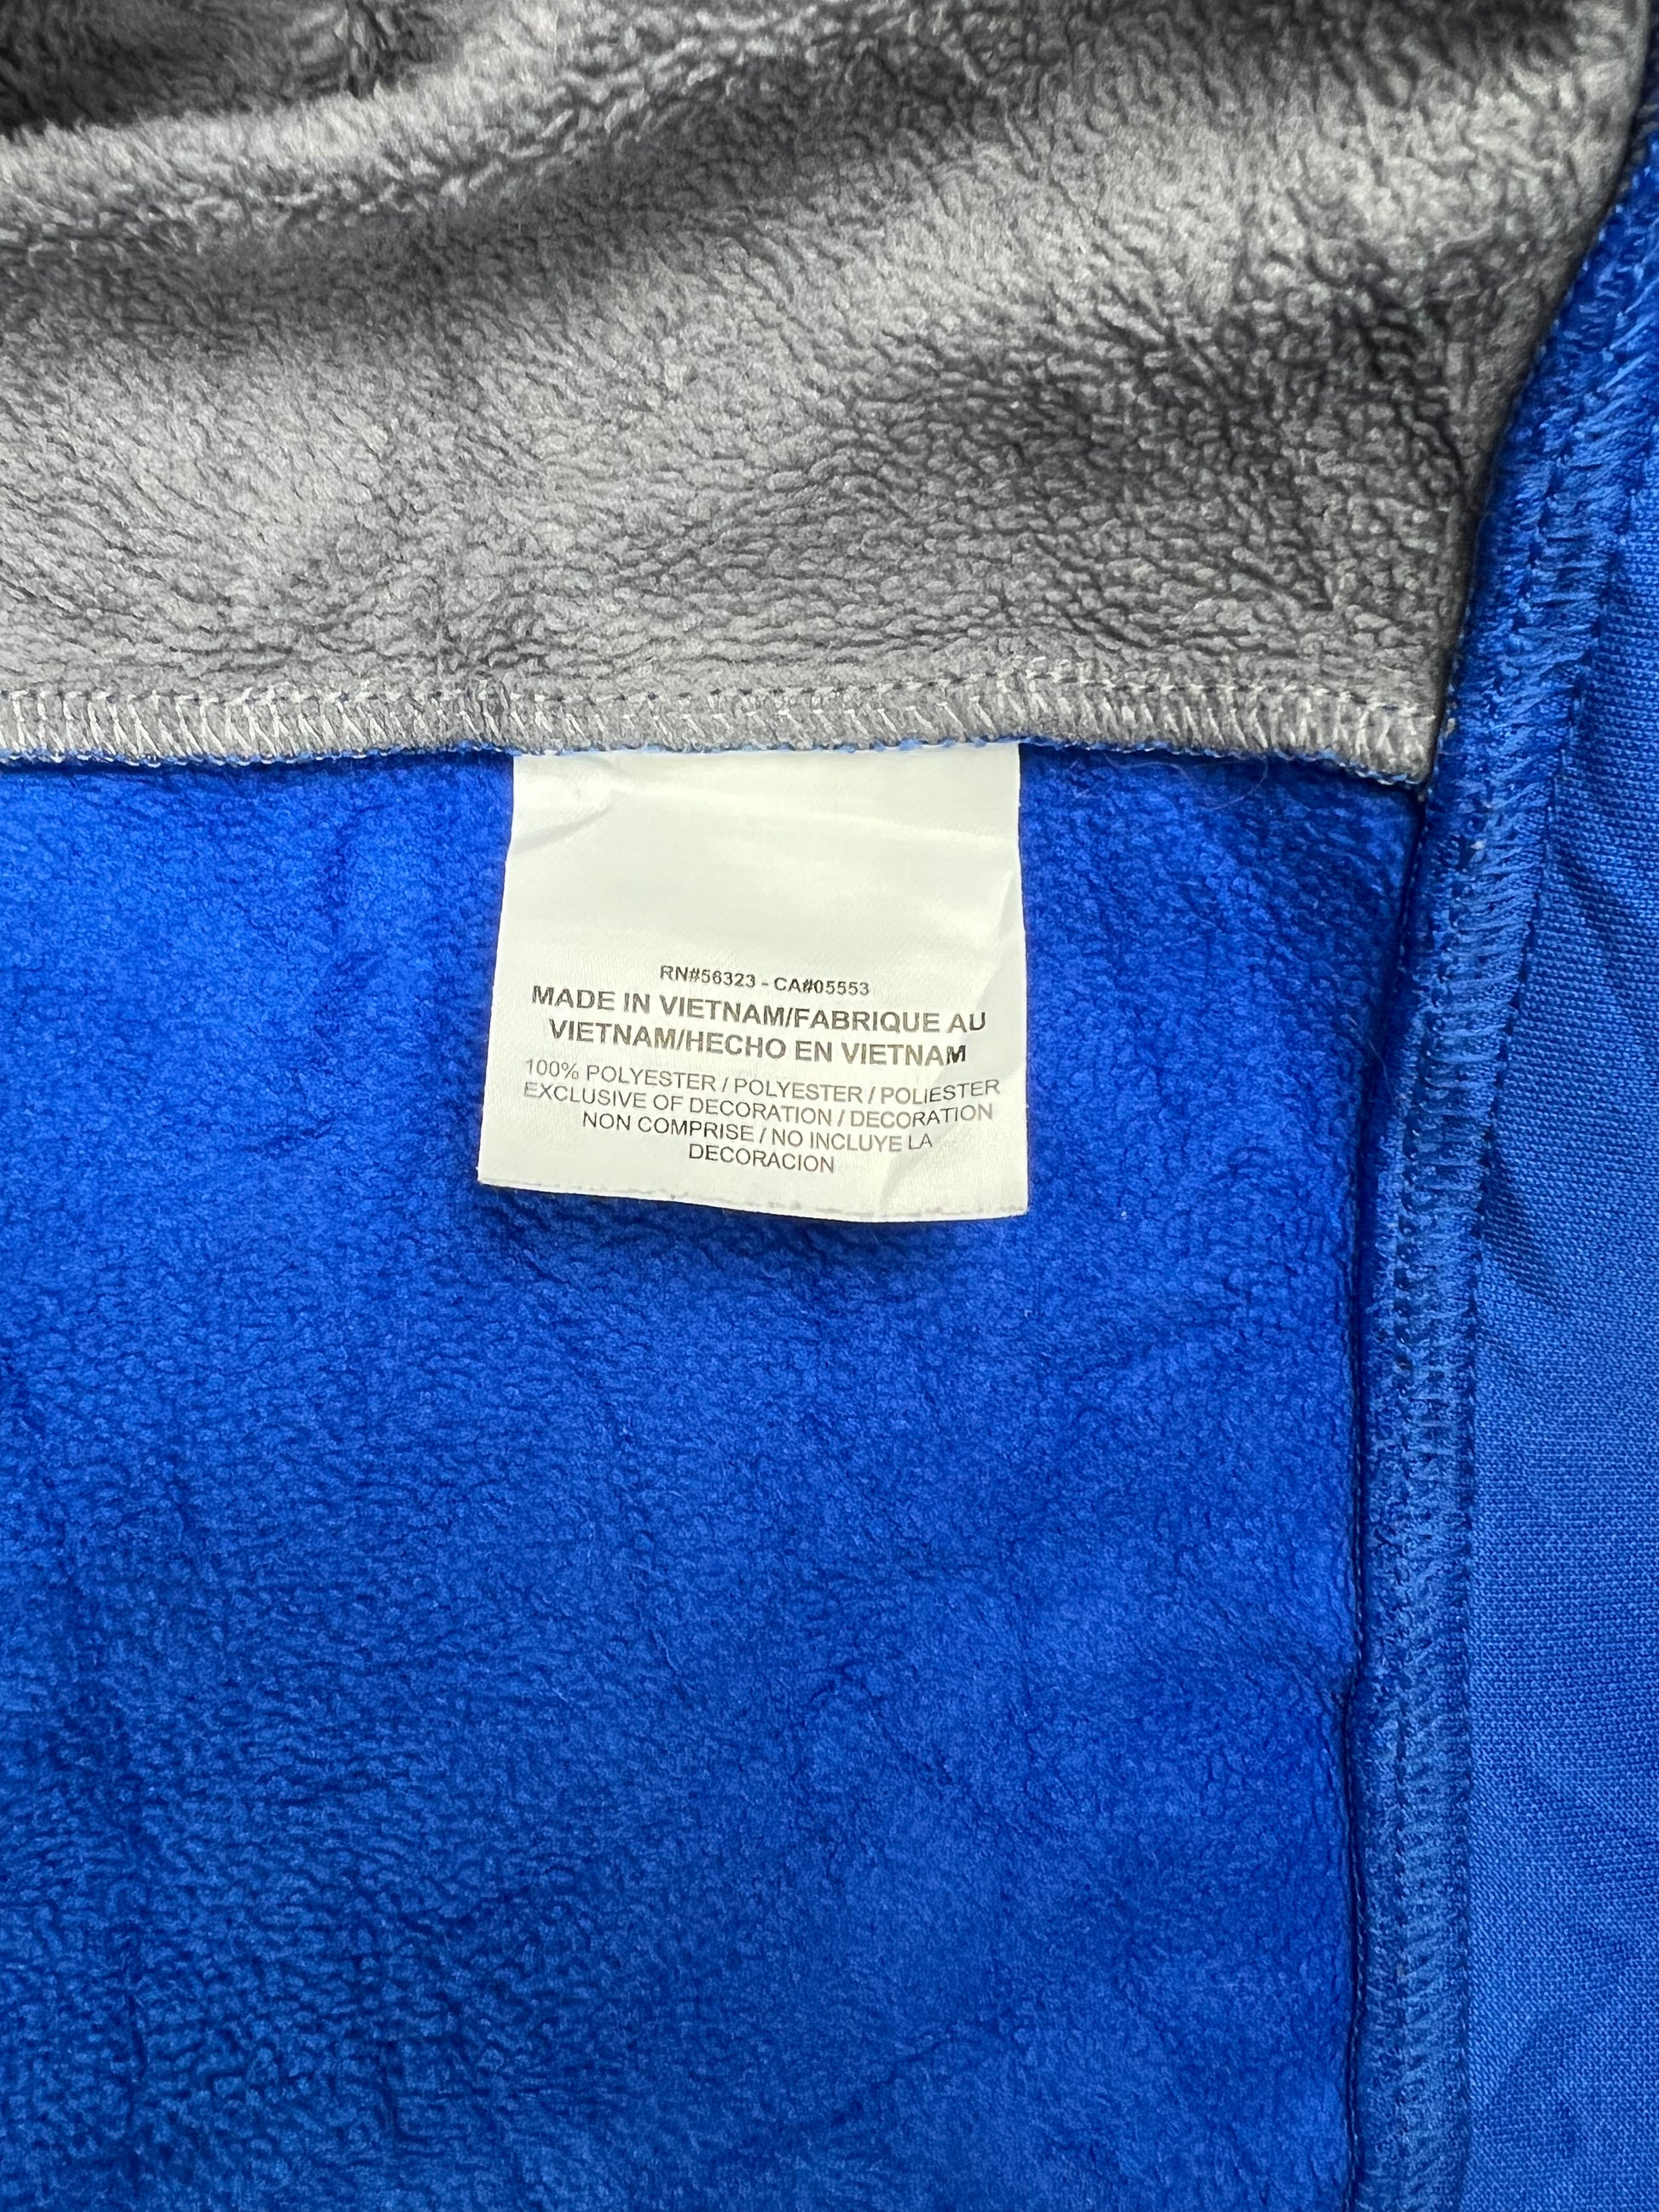 RN#56323 - CA#05553
MADE IN VIETNAM/FABRIQUE AU
VIETNAM/HECHO EN VIETNAM
100% POLYESTER / POLYESTER / POLIESTER
EXCLUSIVE OF DECORATION / DECORATION
NON COMPRISE / NO INCLUYE LA
DECORACION